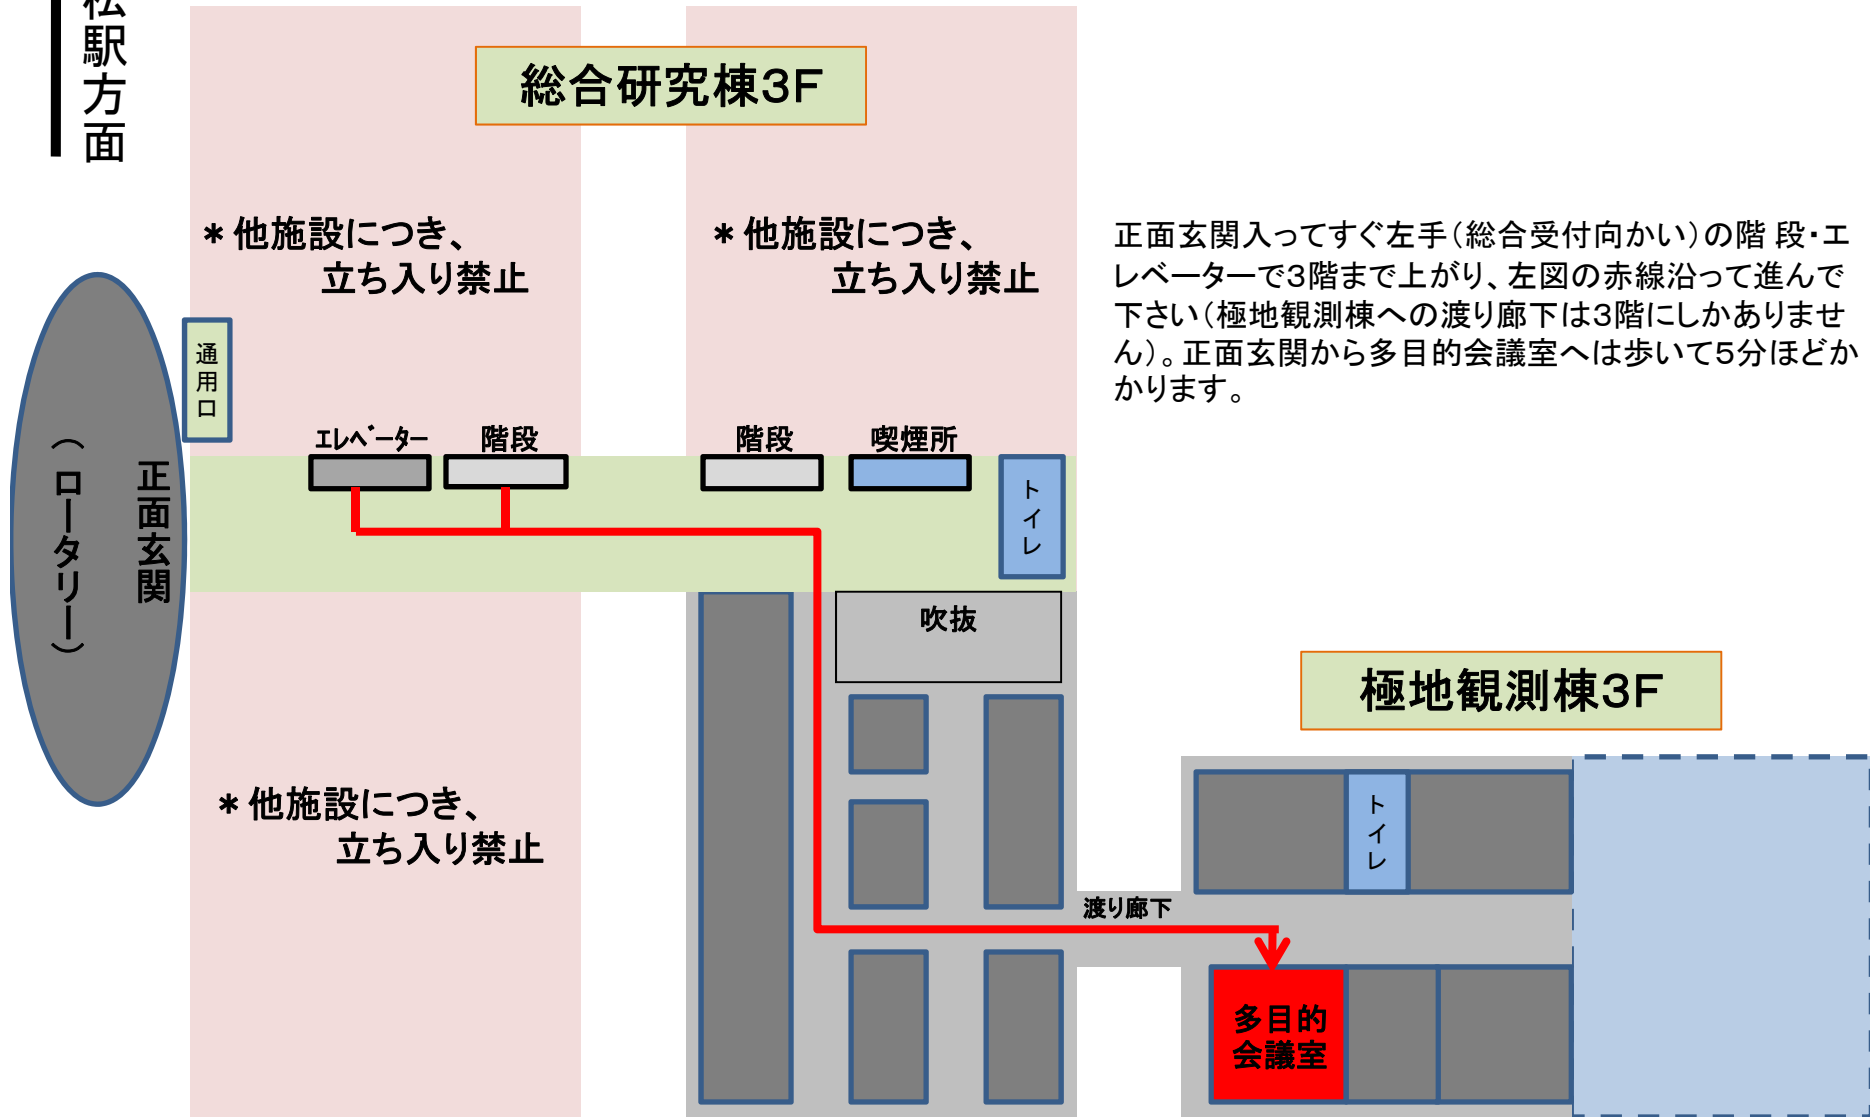 松駅方面
総合研究棟3F
＊他施設につき、
立ち入り禁止
＊他施設につき、
立ち入り禁止
正面玄関入ってすぐ左手(総合受付向かい)の階 段・エ
レベーターで3階まで上がり、左図の赤線沿って進んで
下さい(極地観測棟への渡り廊下は3階にしかありませ
ん)。正面玄関から多目的会議室へは歩いて5分ほどか
かります。
通用口
エレベーター
階段
階段
喫煙所
トイレ
正面玄関
(ロータリー)
吹抜
極地観測棟3F
＊他施設につき、
立ち入り禁止
トイレ
渡り廊下
多目的
会議室